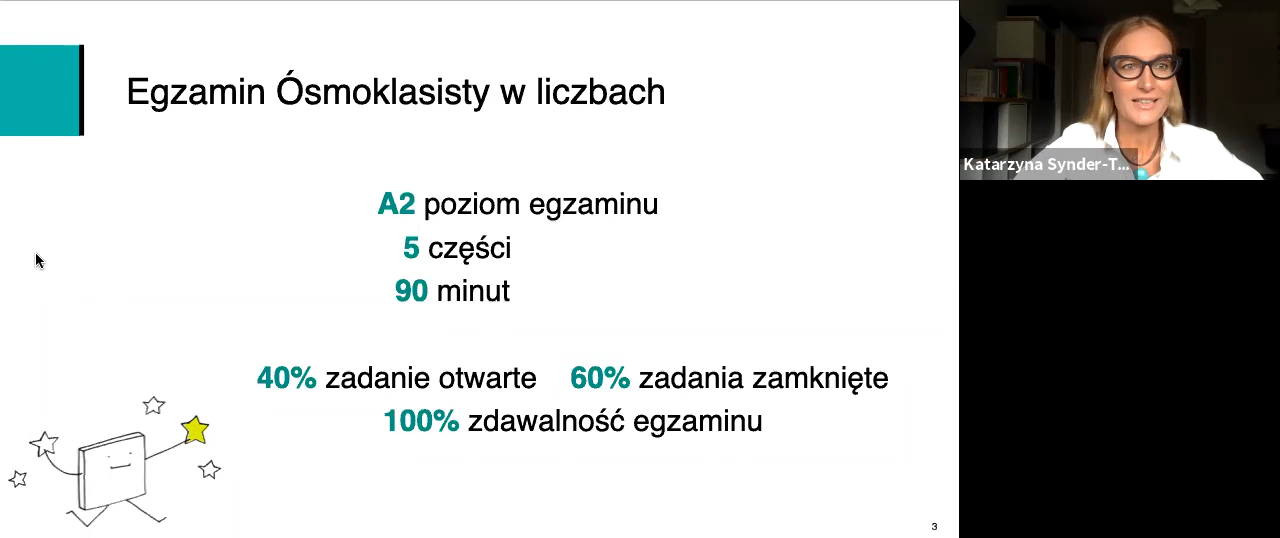 Egzamin Ósmoklasisty w liczbach
A2 poziom egzaminu
5 części
90 minut
40% zadanie otwarte 60% zadania zamknięte
100% zdawalność egzaminu
3
Katarzyna Synder-T...